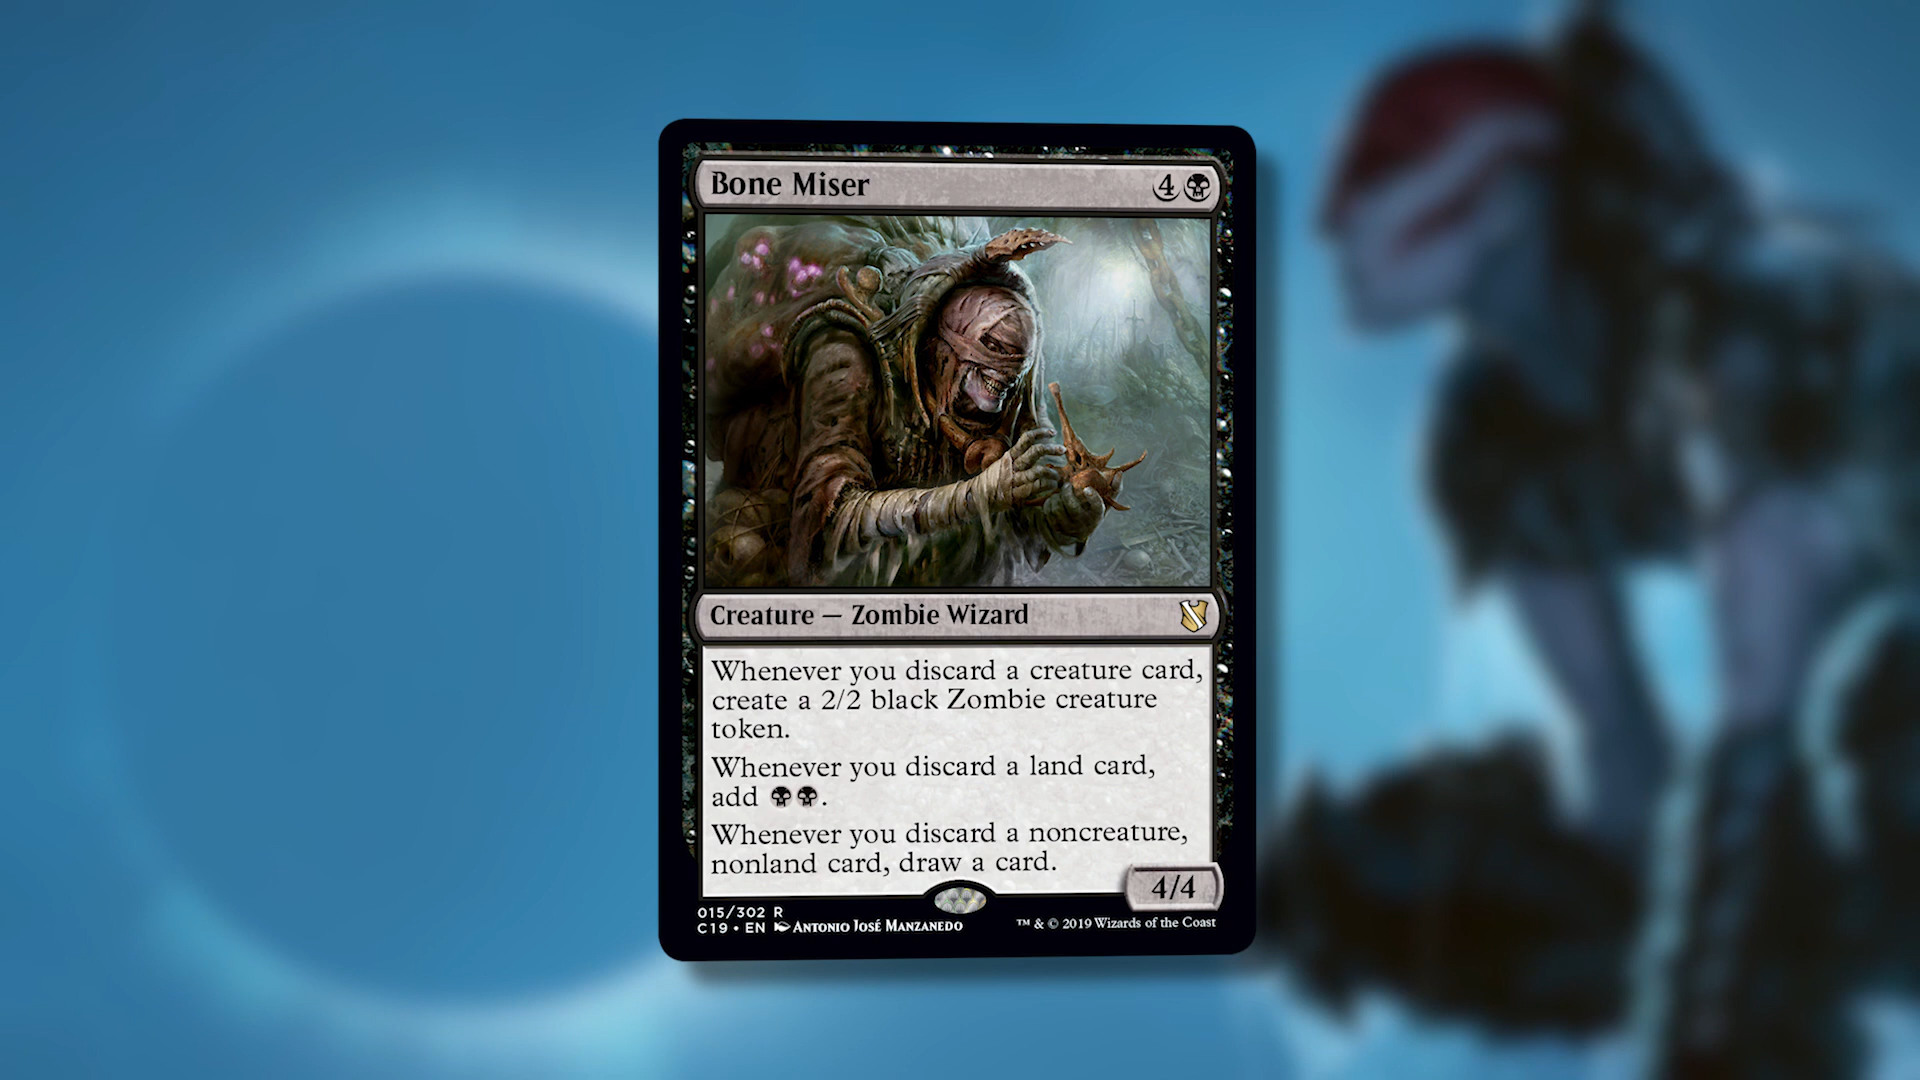 Bone Miser 4
Creature — Zombie Wizard
Whenever you discard a creature card,
create a 2/2 black Zombie creature
token.
Whenever you discard a land card,
add .
Whenever you discard a noncreature,
nonland card, draw a card.
4/4
015/302 R
C19 • EN Antonio José Manzanedo
™ & © 2019 Wizards of the Coast